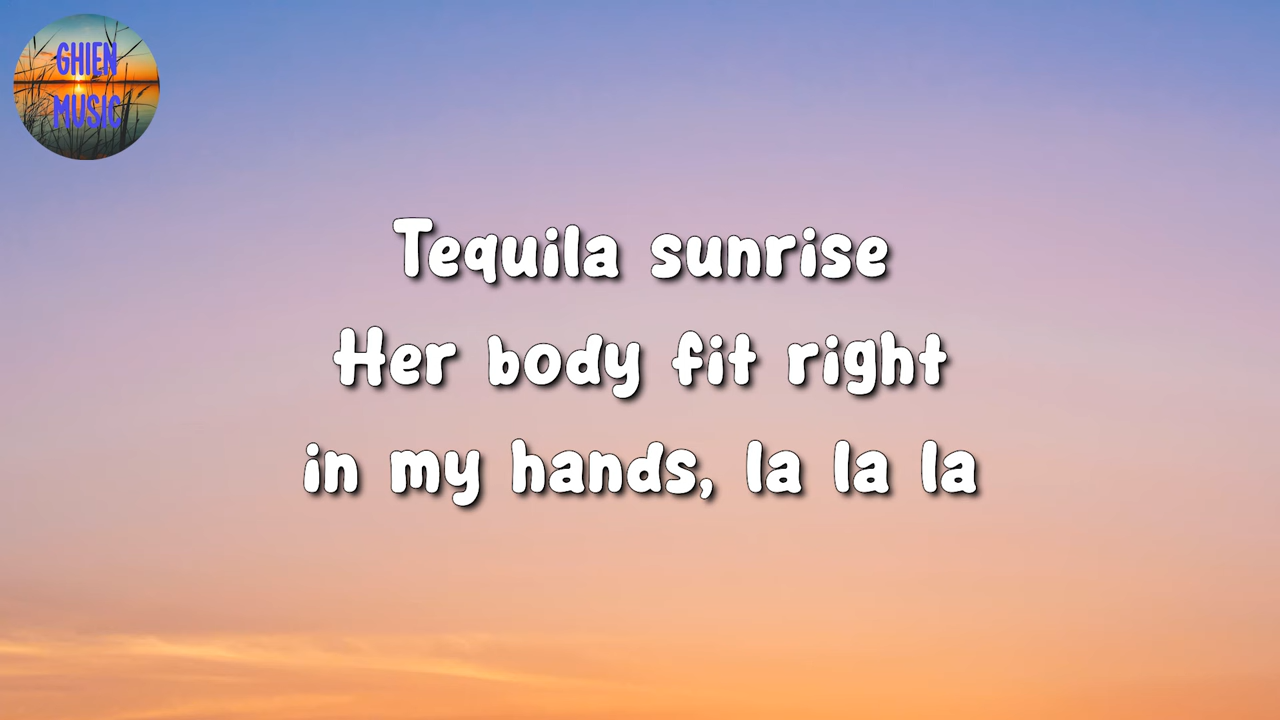 GHIEN
MUSIC
Tequila sunrise
Her body fit right
in my hands, la la la